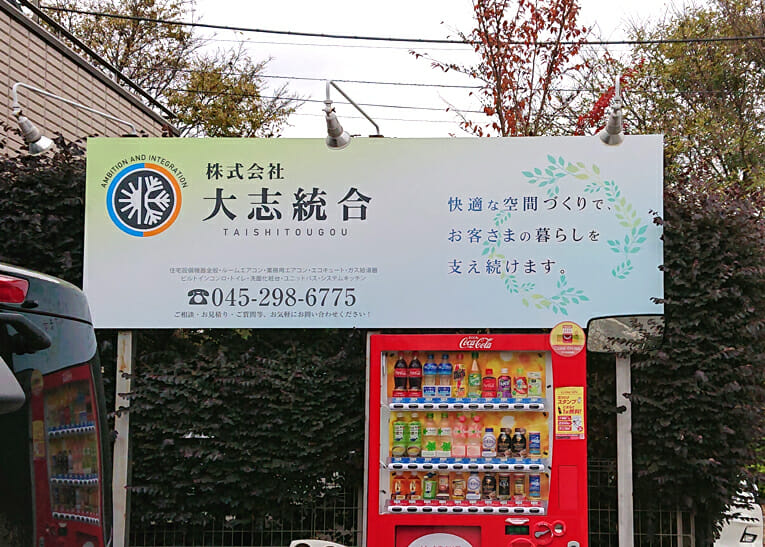 AMBITION AND INTEGRATION
株式会社
大志統合
TAISHITOUGOU
住宅設備機器全般・ルームエアコン・業務用エアコン・エコキュート・ガス給湯器
ビルトインコンロ・トイレ・洗面化粧台・ユニットバス・システムキッチン
☎045-298-6775
ご相談・お見積り・ご質問等、お気軽にお問い合わせください!
快適な空間づくりで、
お客さまの暮らしを
支え続けます。
Coca-Cola
スタンプ